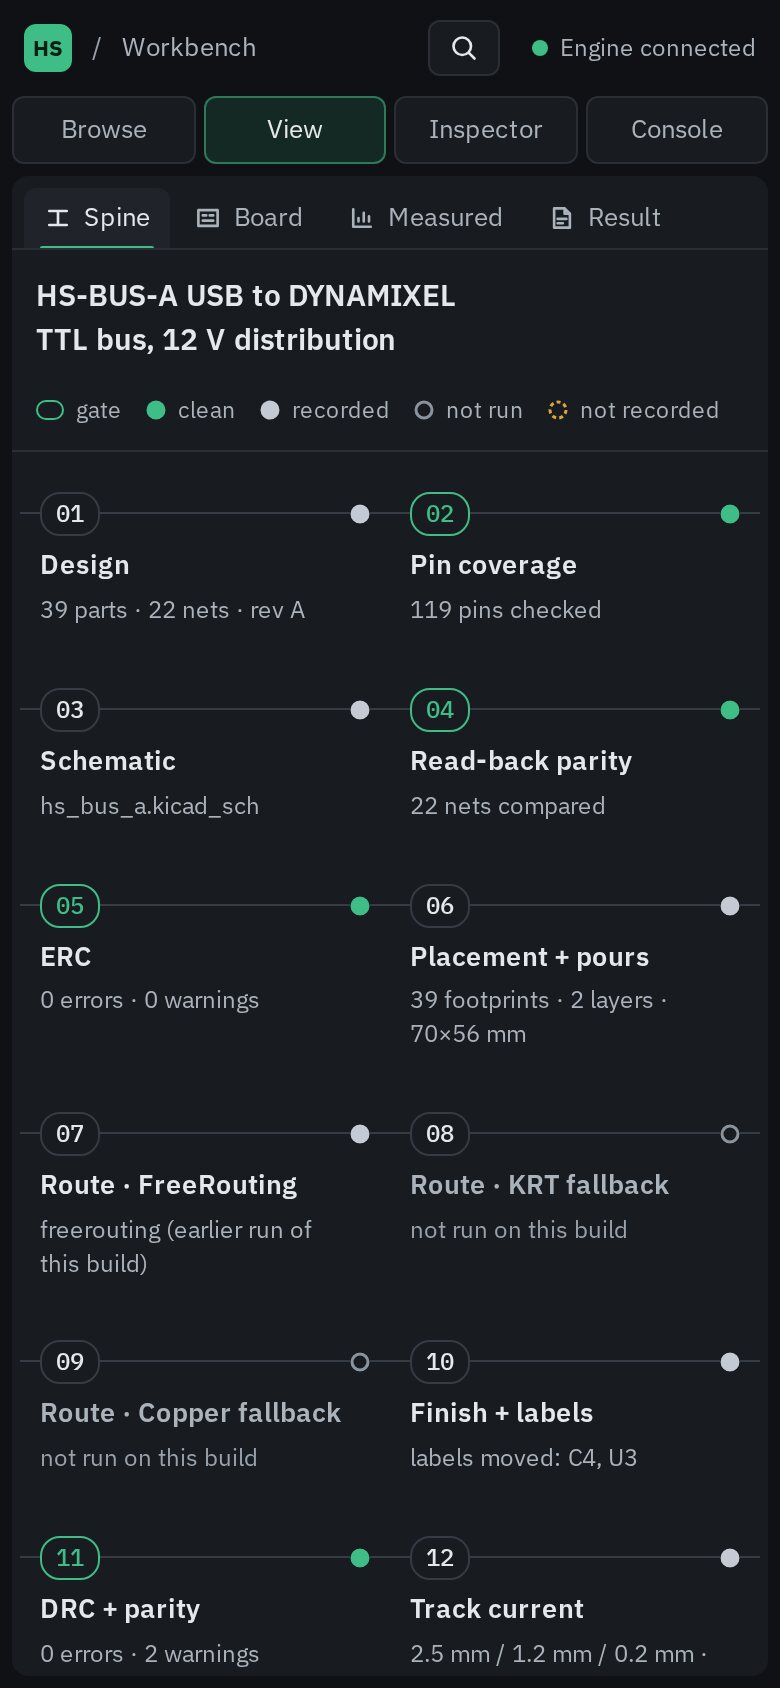 HS / Workbench
Engine connected
Browse
View
Inspector
Console
Spine
Board
Measured
Result
HS-BUS-A USB to DYNAMIXEL
TTL bus, 12 V distribution
gate
clean
recorded
not run
not recorded
01
Design
39 parts · 22 nets · rev A
02
Pin coverage
119 pins checked
03
Schematic
hs_bus_a.kicad_sch
04
Read-back parity
22 nets compared
05
ERC
0 errors · 0 warnings
06
Placement + pours
39 footprints · 2 layers ·
70×56 mm
07
Route · FreeRouting
freerouting (earlier run of
this build)
08
Route · KRT fallback
not run on this build
09
Route · Copper fallback
not run on this build
10
Finish + labels
labels moved: C4, U3
11
DRC + parity
0 errors · 2 warnings
12
Track current
2.5 mm / 1.2 mm / 0.2 mm ·